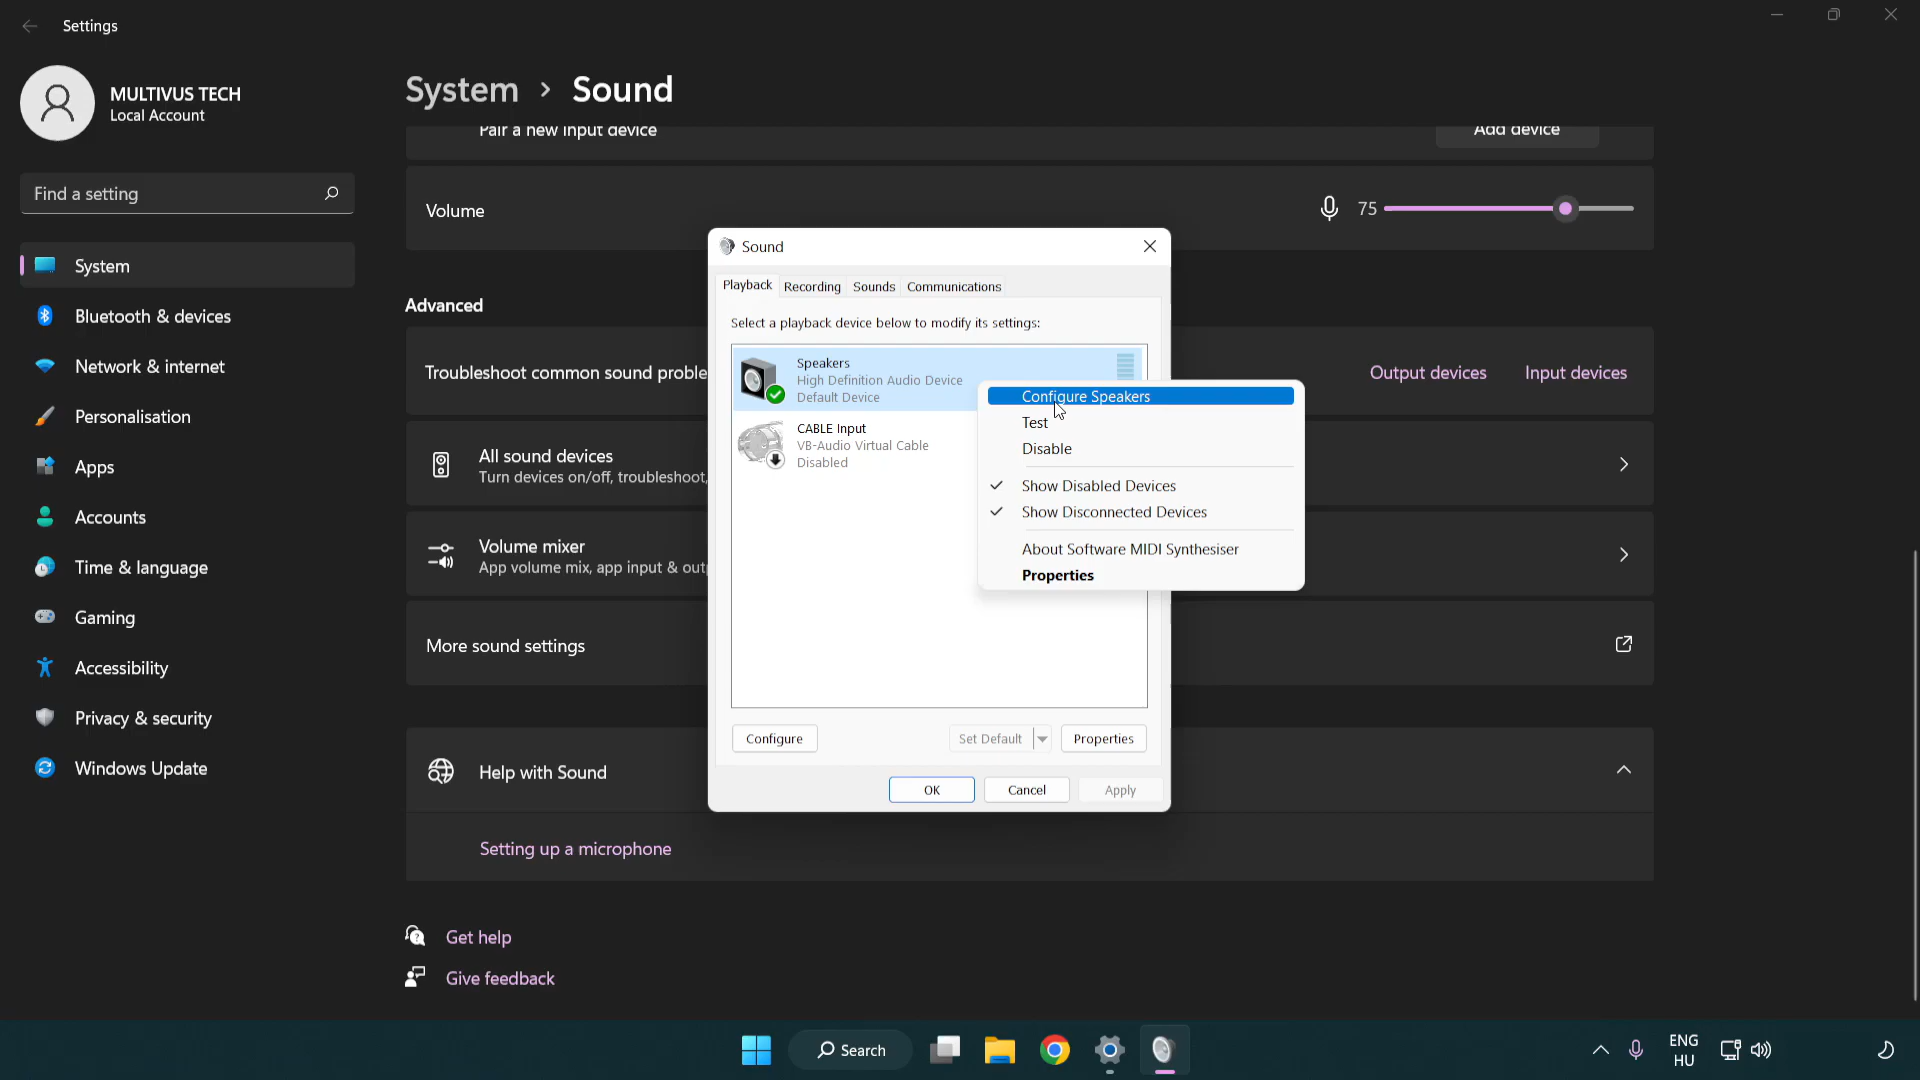 Settings
MULTIVUS TECH
Local Account
Find a setting
System
Bluetooth & devices
Network & internet
Personalisation
Apps
Accounts
Time & language
Gaming
Accessibility
Privacy & security
Windows Update
System › Sound
Pair a new input device
Add device
Volume
75
Advanced
Troubleshoot common sound proble
Output devices
Input devices
All sound devices
Turn devices on/off, troubleshoot,
Volume mixer
App volume mix, app input & outp
More sound settings
Help with Sound
Setting up a microphone
Get help
Give feedback
Sound
Playback
Recording
Sounds
Communications
Select a playback device below to modify its settings:
Speakers
High Definition Audio Device
Default Device
CABLE Input
VB-Audio Virtual Cable
Disabled
Configure Speakers
Test
Disable
Show Disabled Devices
Show Disconnected Devices
About Software MIDI Synthesiser
Properties
Configure
Set Default
Properties
OK
Cancel
Apply
Search
ENG
HU